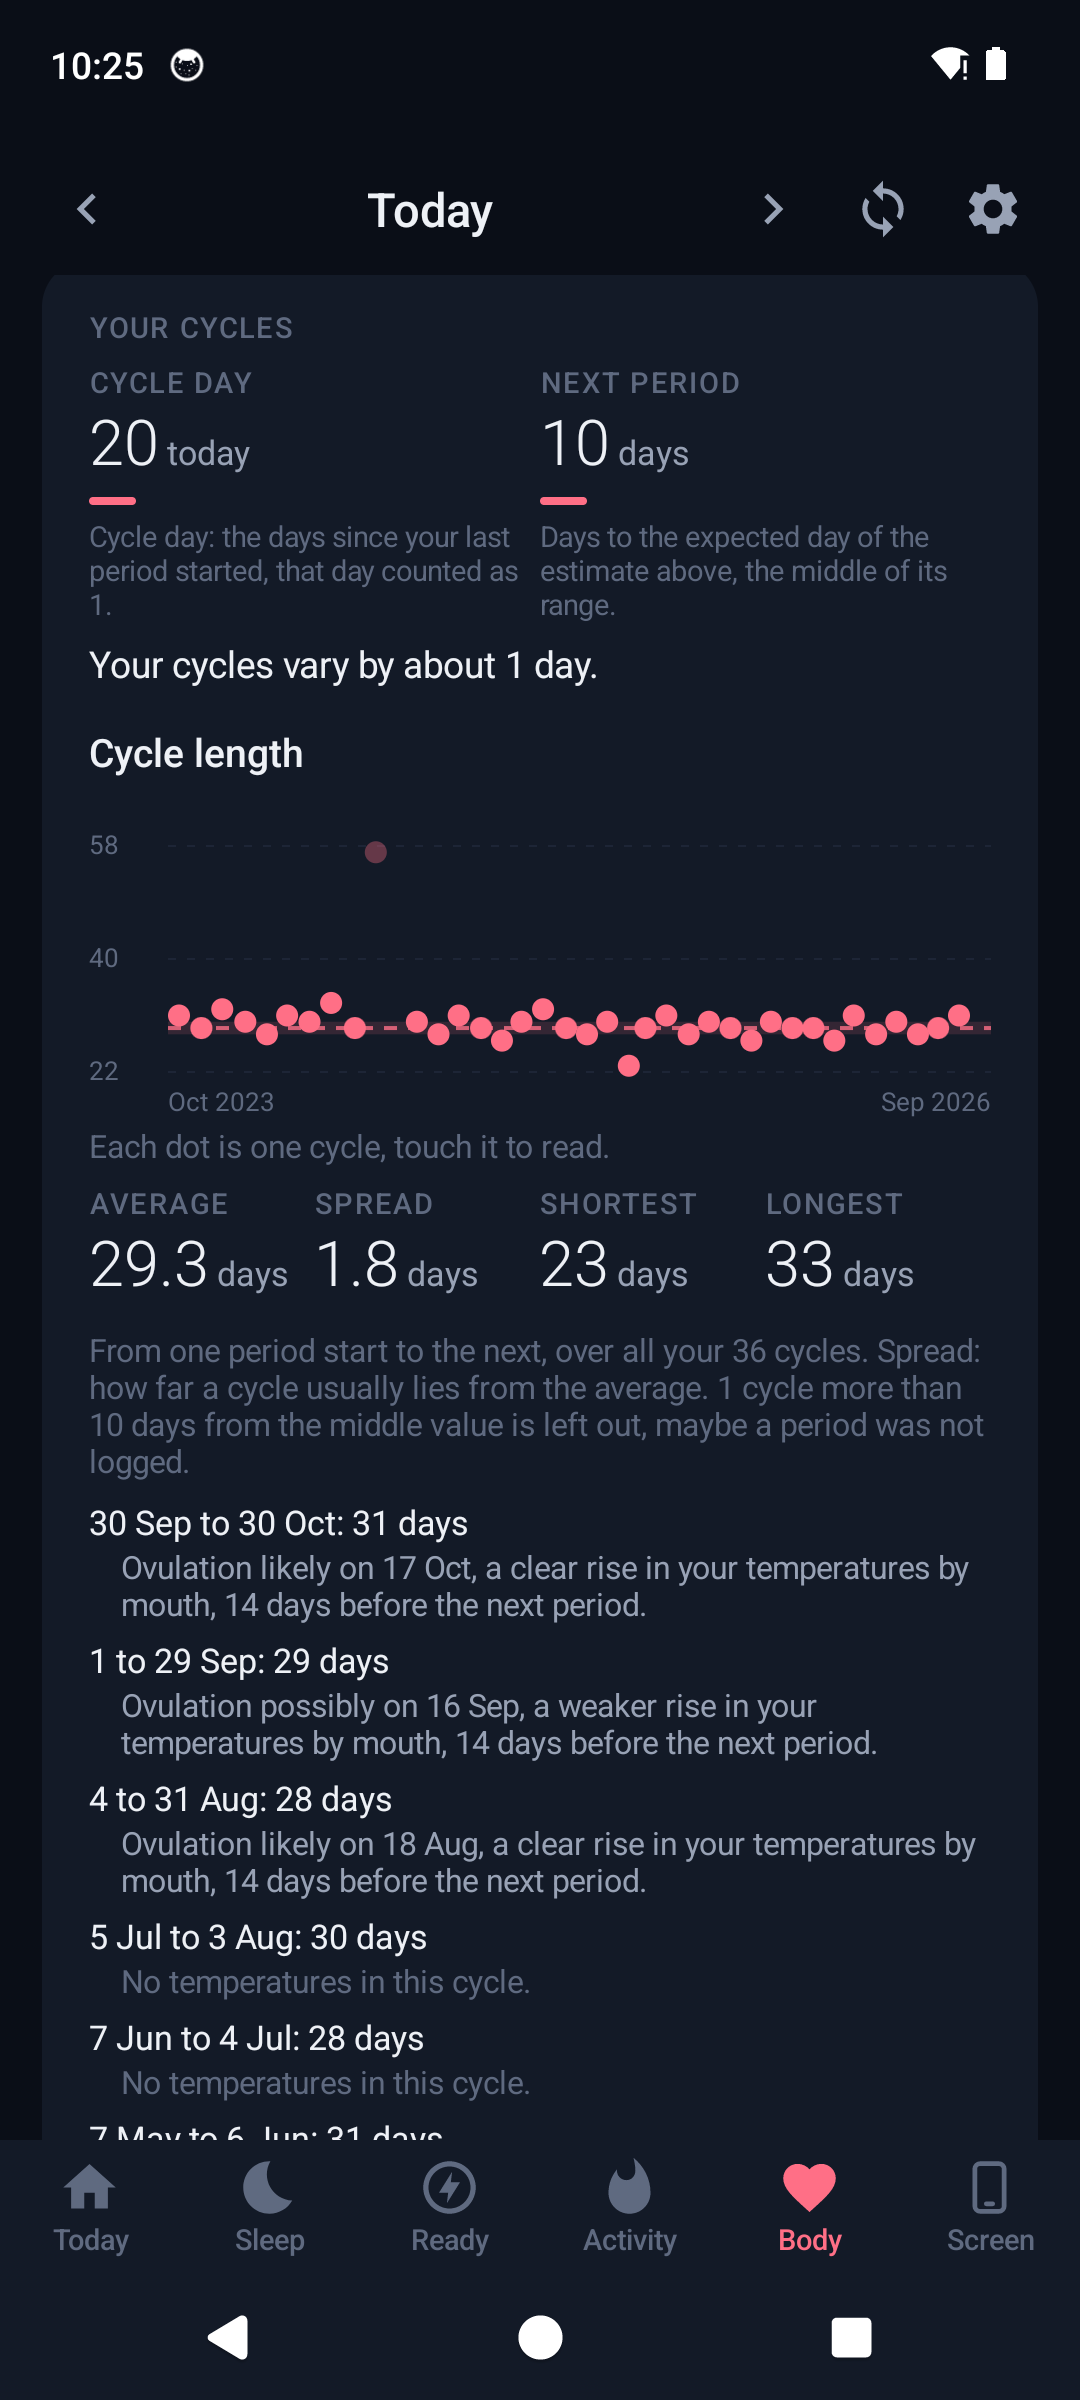 10:25
Today
YOUR CYCLES
CYCLE DAY
NEXT PERIOD
20 today
10 days
Cycle day: the days since your last
period started, that day counted as
1.
Days to the expected day of the
estimate above, the middle of its
range.
Your cycles vary by about 1 day.
Cycle length
58
40
22
Oct 2023
Sep 2026
Each dot is one cycle, touch it to read.
AVERAGE
SPREAD
SHORTEST
LONGEST
29.3 days
1.8 days
23 days
33 days
From one period start to the next, over all your 36 cycles. Spread:
how far a cycle usually lies from the average. 1 cycle more than
10 days from the middle value is left out, maybe a period was not
logged.
30 Sep to 30 Oct: 31 days
Ovulation likely on 17 Oct, a clear rise in your temperatures by
mouth, 14 days before the next period.
1 to 29 Sep: 29 days
Ovulation possibly on 16 Sep, a weaker rise in your
temperatures by mouth, 14 days before the next period.
4 to 31 Aug: 28 days
Ovulation likely on 18 Aug, a clear rise in your temperatures by
mouth, 14 days before the next period.
5 Jul to 3 Aug: 30 days
No temperatures in this cycle.
7 Jun to 4 Jul: 28 days
No temperatures in this cycle.
7 May to 6 Jun: 31 days
Today
Sleep
Ready
Activity
Body
Screen